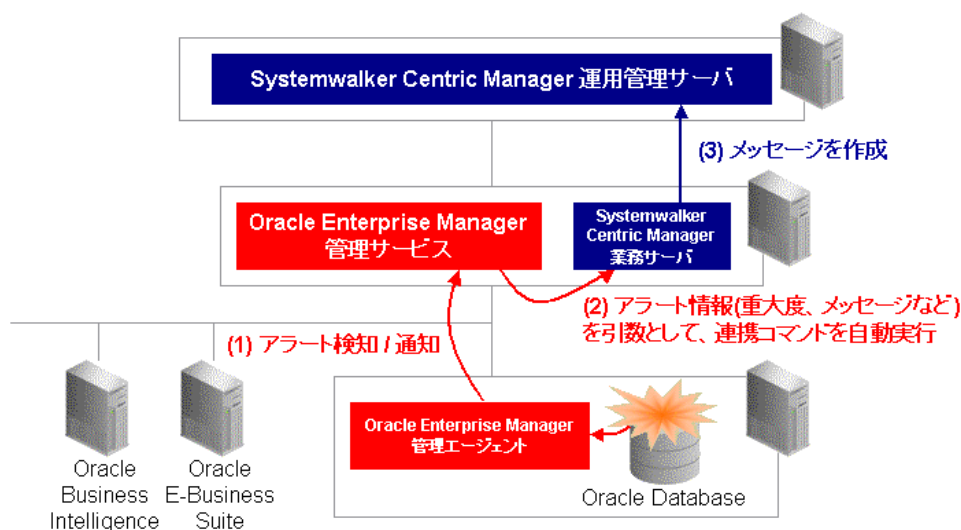 Systemwalker Centric Manager 運用管理サーバ
(3) メッセージを作成
Oracle Enterprise Manager
管理サービス
Systemwalker
Centric Manager
業務サーバ
(2) アラート情報(重大度、メッセージなど)
を引数として、連携コマンドを自動実行
(1) アラート検知 / 通知
Oracle Enterprise Manager
管理エージェント
Oracle Database
Oracle
Business
Intelligence
Oracle
E-Business
Suite